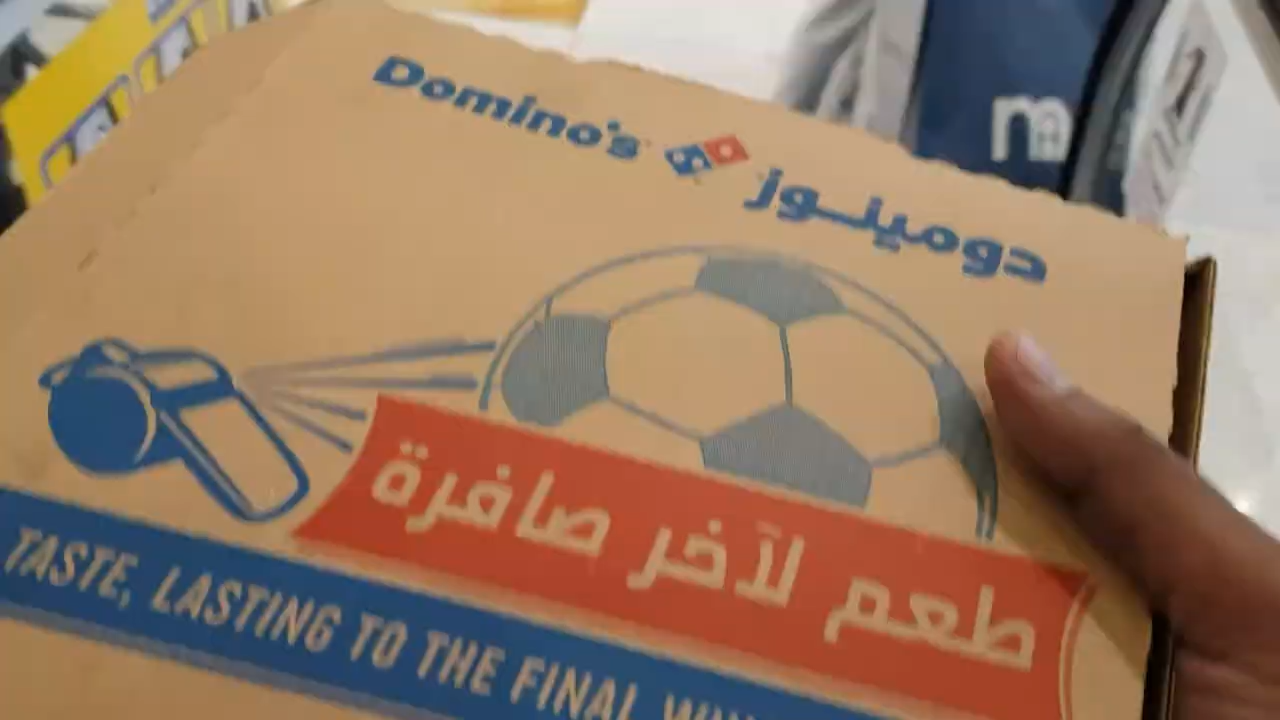 Domino's دومينوز
طعم لآخر صافرة
TASTE, LASTING TO THE FINAL
m